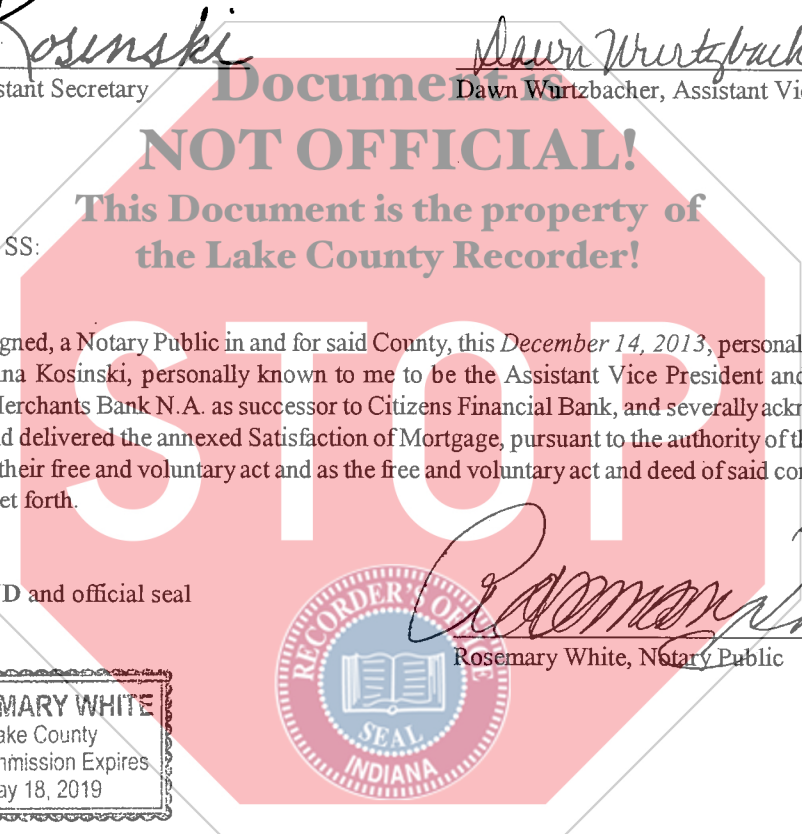 Kosinski Dawn Wurtzbach
stant Secretary Dawn Wurtzbacher, Assistant Vic
Document is
NOT OFFICIAL!
This Document is the property of
the Lake County Recorder!
SS:
STOP
gned, a Notary Public in and for said County, this December 14, 2013, personal
na Kosinski, personally known to me to be the Assistant Vice President and
Merchants Bank N.A. as successor to Citizens Financial Bank, and severally ackn
d delivered the annexed Satisfaction of Mortgage, pursuant to the authority of th
their free and voluntary act and as the free and voluntary act and deed of said cor
et forth.
D and official seal
Rosemary
Rosemary White, Notary Public
RECORDER'S OFFICE
SEAL
INDIANA
MARY WHITE
ake County
mmission Expires
ay 18, 2019